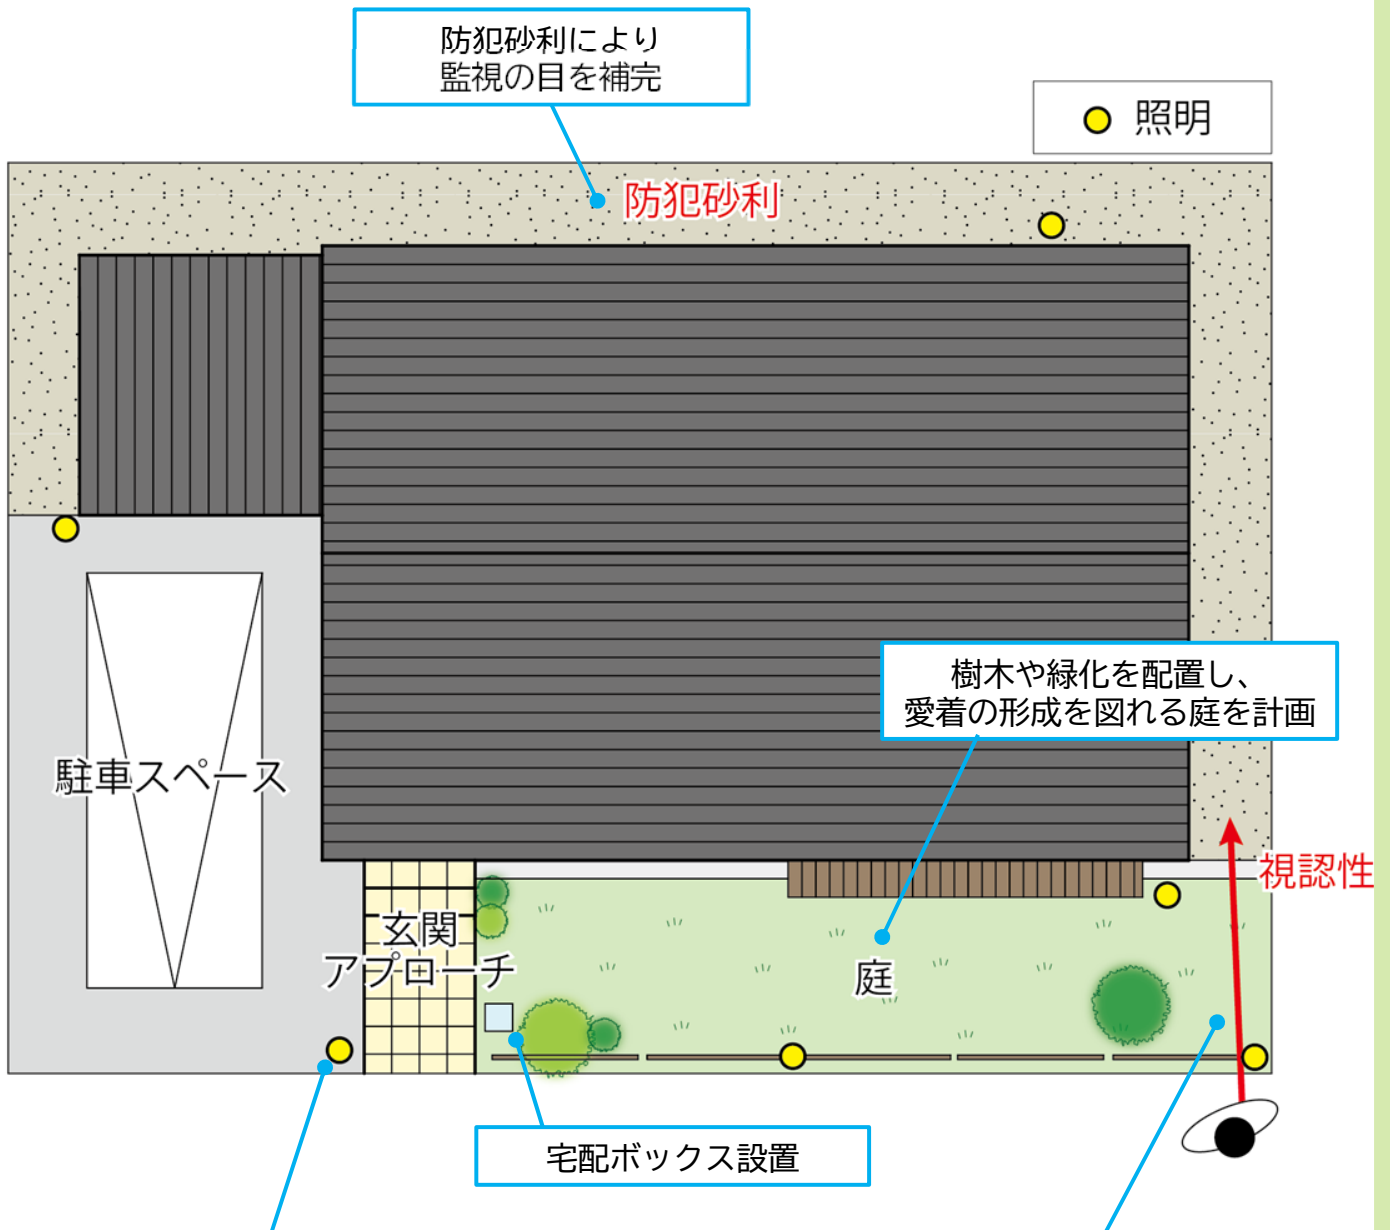 防犯砂利により
監視の目を補完
照明
防犯砂利
樹木や緑化を配置し、
愛着の形成を図れる庭を計画
駐車スペース
視認性
玄関
アプローチ
庭
宅配ボックス設置